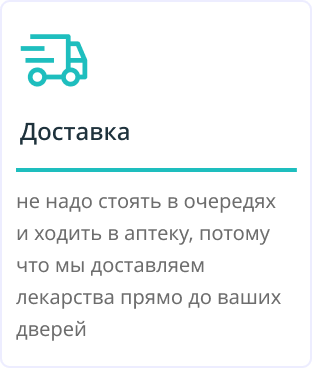 Доставка
не надо стоять в очередях
и ходить в аптеку, потому
что мы доставляем
лекарства прямо до ваших
дверей